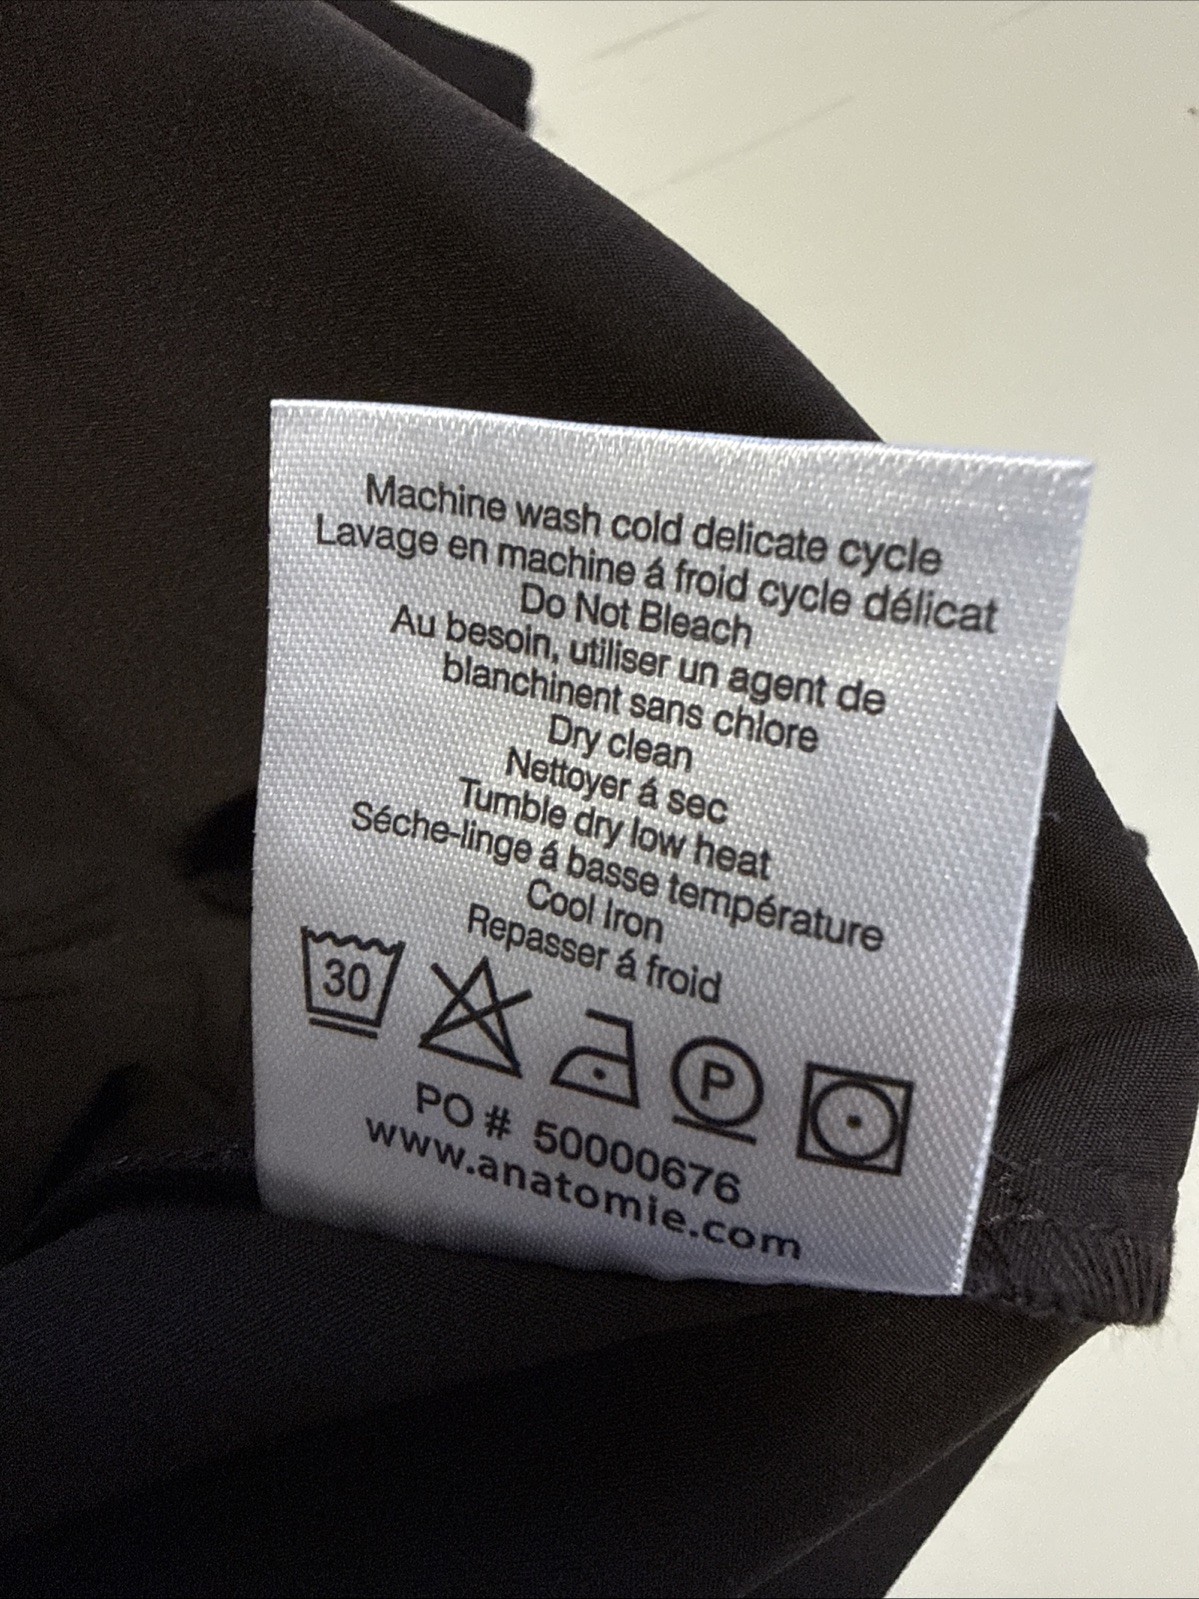 Machine wash cold delicate cycle
Lavage en machine á froid cycle délicat
Do Not Bleach
Au besoin, utiliser un agent de
blanchinent sans chlore
Dry clean
Nettoyer á sec
Tumble dry low heat
Séche-linge á basse température
Cool Iron
Repasser á froid
30 P
PO # 50000676
www.anatomie.com